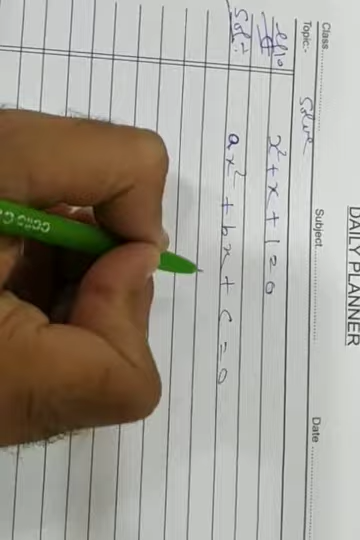 DAILY PLANNER
Class Subject Date
Topic:- Solve
x² + x + 1 = 0
Sol:- ax² + bx + c = 0